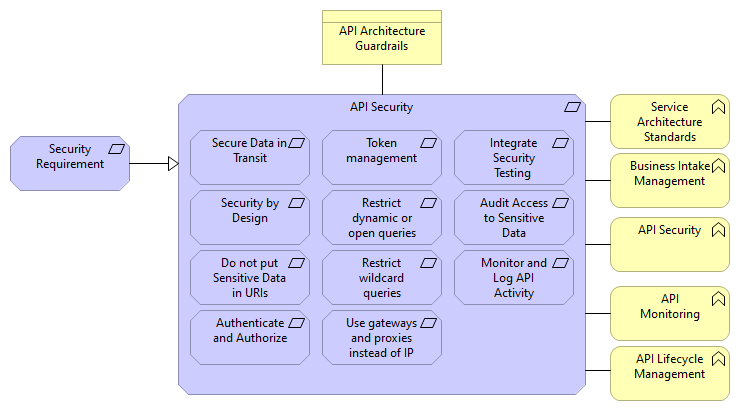 API Architecture
Guardrails
API Security
Security
Requirement
Secure Data in
Transit
Token
management
Integrate
Security
Testing
Security by
Design
Restrict
dynamic or
open queries
Audit Access
to Sensitive
Data
Do not put
Sensitive Data
in URIs
Restrict
wildcard
queries
Monitor and
Log API
Activity
Authenticate
and Authorize
Use gateways
and proxies
instead of IP
Service
Architecture
Standards
Business Intake
Management
API Security
API
Monitoring
API Lifecycle
Management